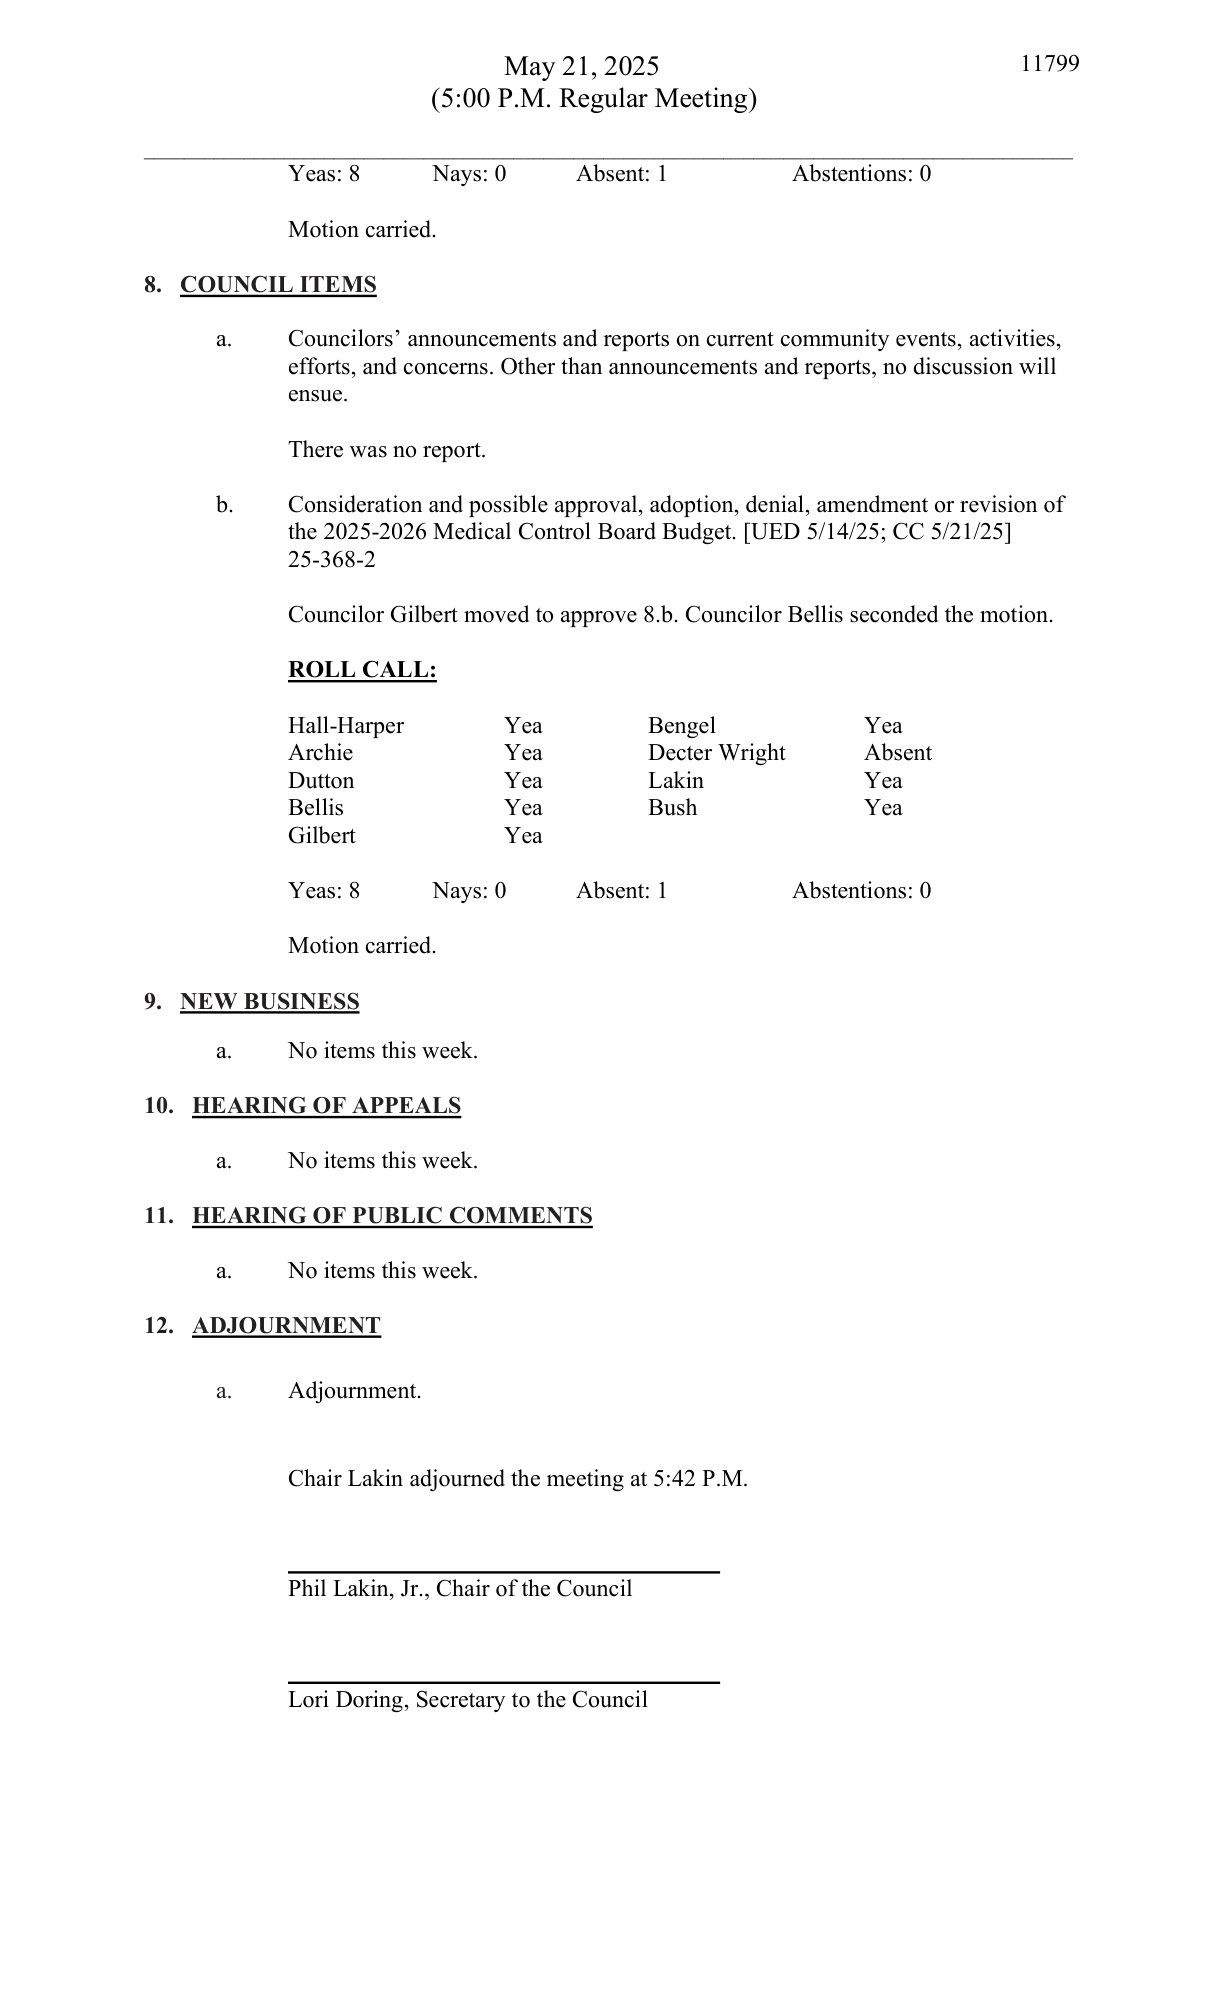 May 21, 2025
11799
(5:00 P.M. Regular Meeting)
Yeas: 8 Nays: 0 Absent: 1 Abstentions: 0
Motion carried.
8. COUNCIL ITEMS
a. Councilors’ announcements and reports on current community events, activities,
efforts, and concerns. Other than announcements and reports, no discussion will
ensue.
There was no report.
b. Consideration and possible approval, adoption, denial, amendment or revision of
the 2025-2026 Medical Control Board Budget. [UED 5/14/25; CC 5/21/25]
25-368-2
Councilor Gilbert moved to approve 8.b. Councilor Bellis seconded the motion.
ROLL CALL:
Hall-Harper Yea Bengel Yea
Archie Yea Decter Wright Absent
Dutton Yea Lakin Yea
Bellis Yea Bush Yea
Gilbert Yea
Yeas: 8 Nays: 0 Absent: 1 Abstentions: 0
Motion carried.
9. NEW BUSINESS
a. No items this week.
10. HEARING OF APPEALS
a. No items this week.
11. HEARING OF PUBLIC COMMENTS
a. No items this week.
12. ADJOURNMENT
a. Adjournment.
Chair Lakin adjourned the meeting at 5:42 P.M.
Phil Lakin, Jr., Chair of the Council
Lori Doring, Secretary to the Council